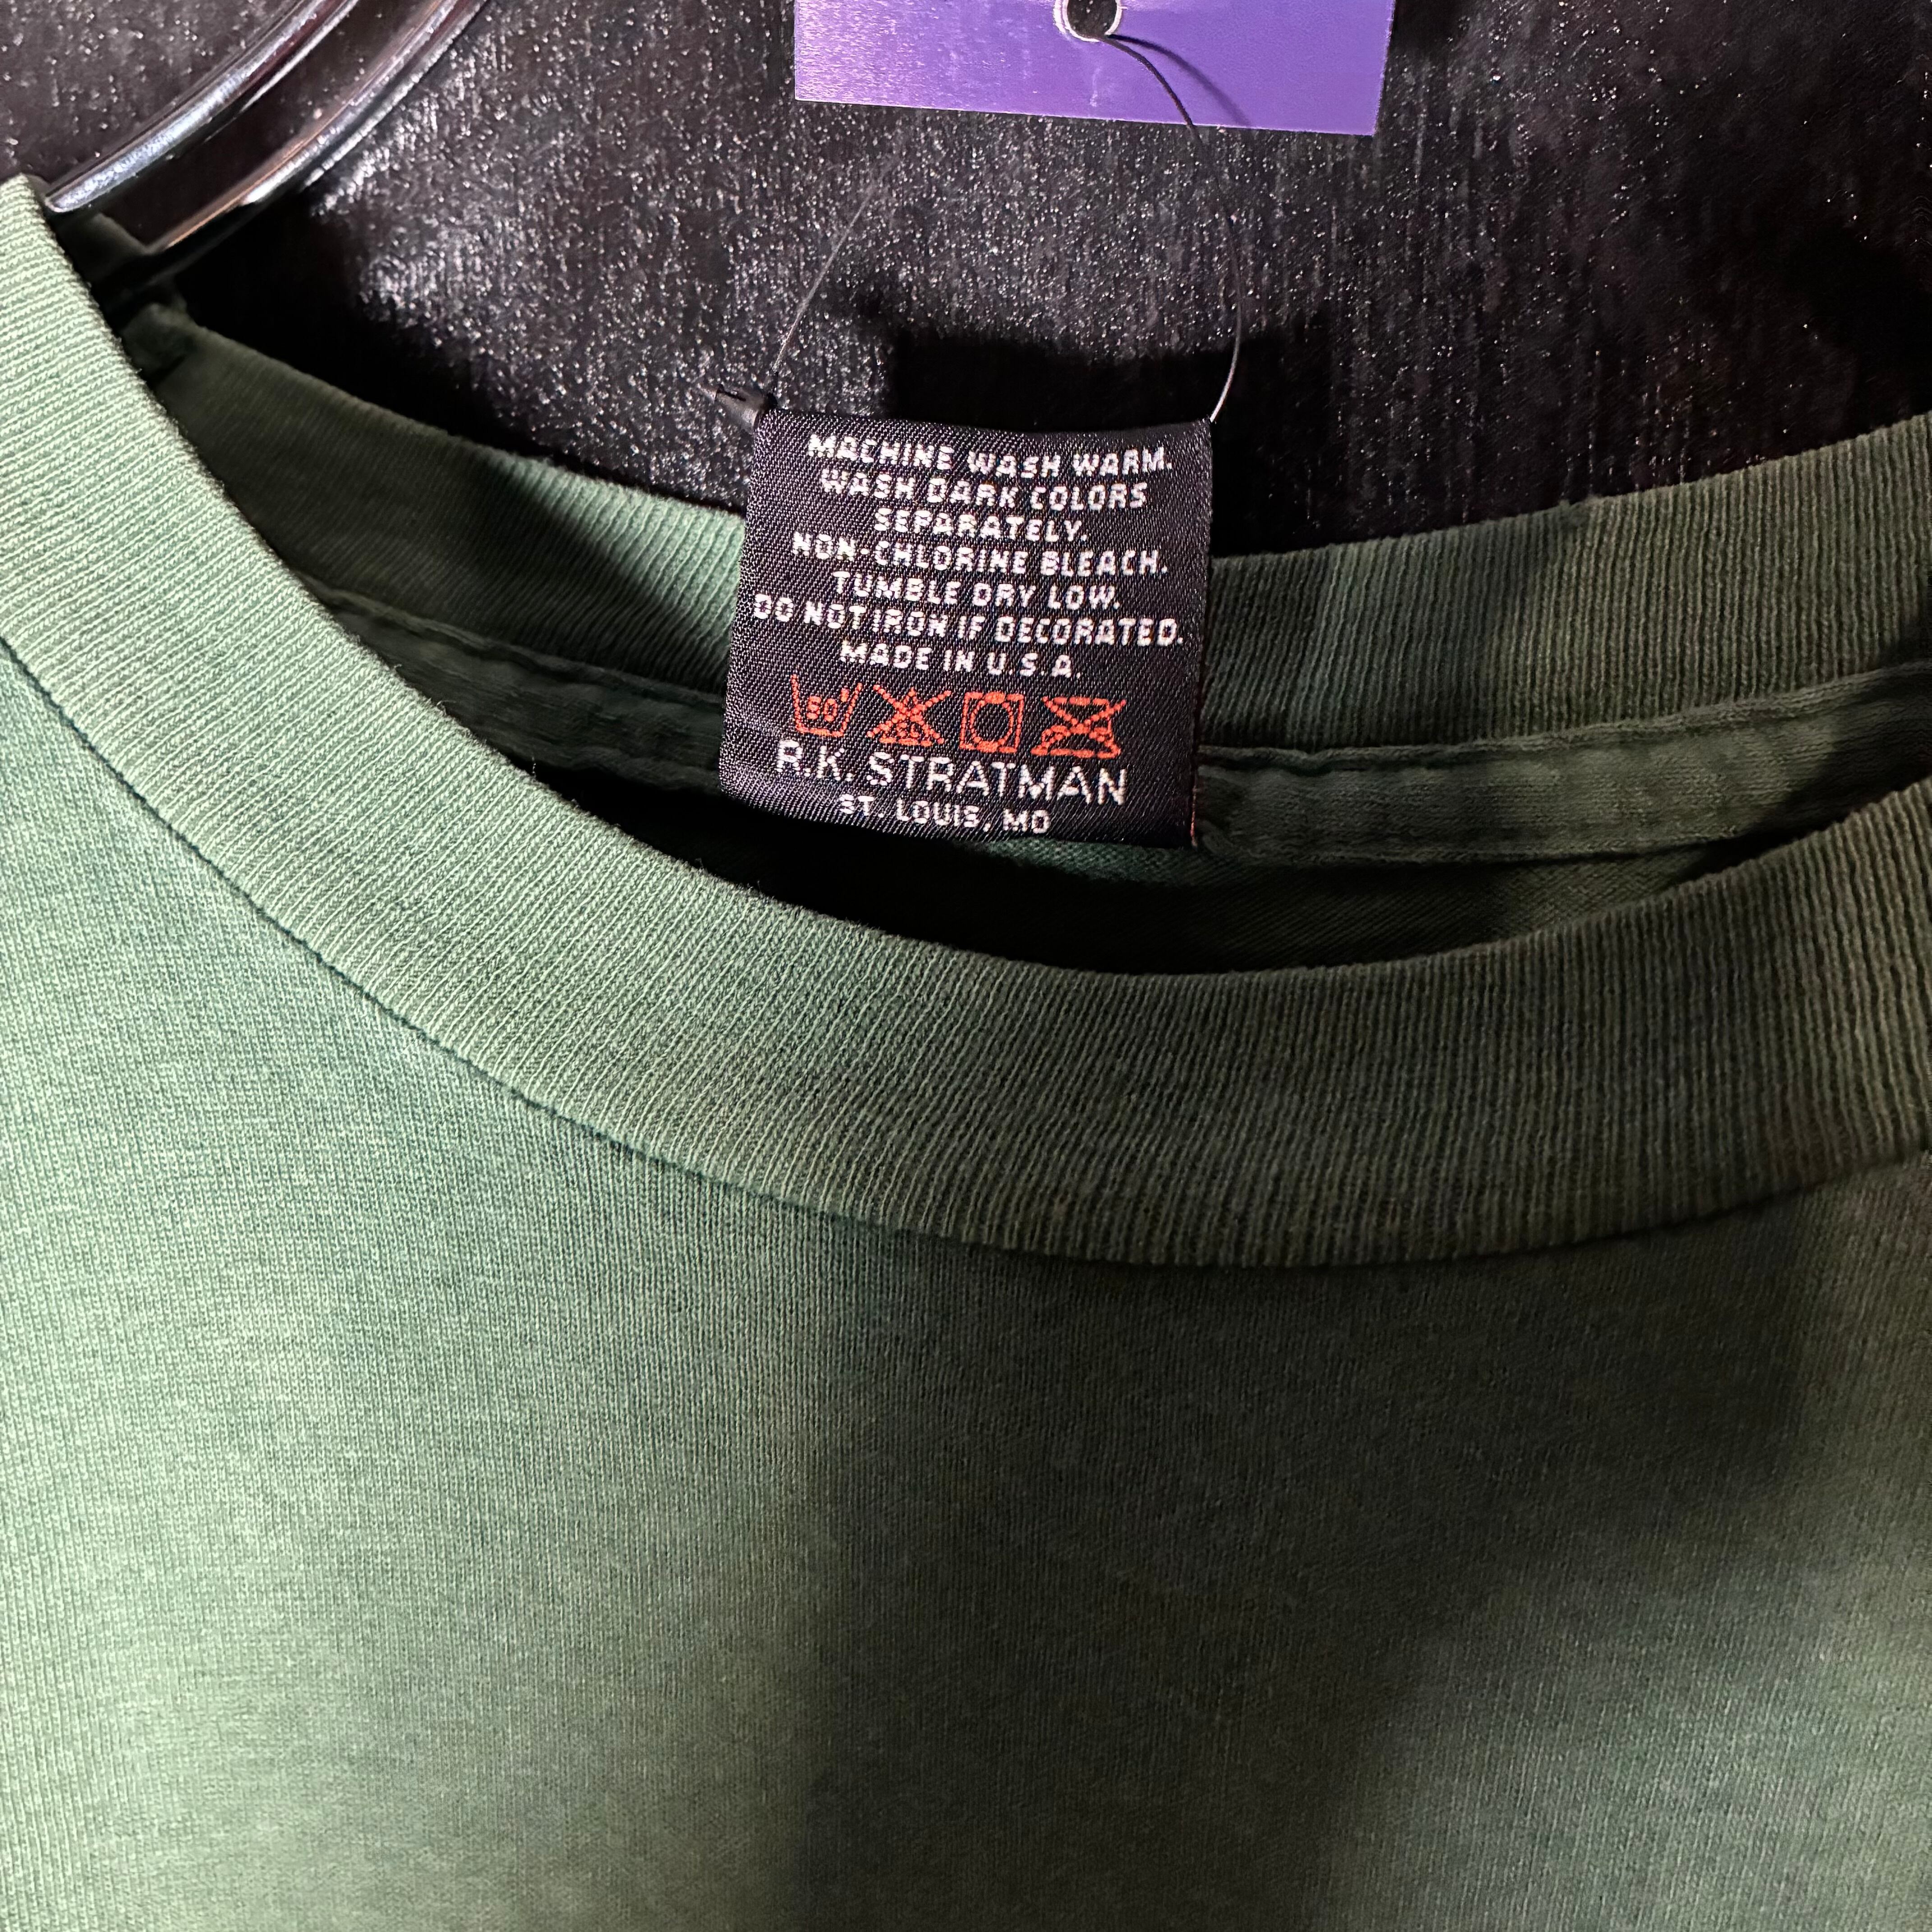 MACHINE WASH WARM.
WASH DARK COLORS
SEPARATELY.
NON-CHLORINE BLEACH.
TUMBLE DRY LOW.
DO NOT IRON IF DECORATED.
MADE IN U.S.A.
50°
R.K. STRATMAN
ST. LOUIS, MO